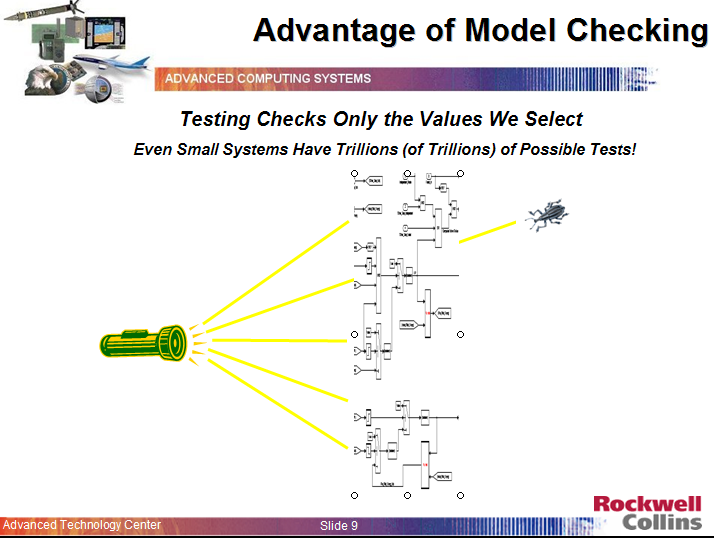 Advantage of Model Checking
ADVANCED COMPUTING SYSTEMS
Testing Checks Only the Values We Select
Even Small Systems Have Trillions (of Trillions) of Possible Tests!
Advanced Technology Center
Slide 9
Rockwell
Collins